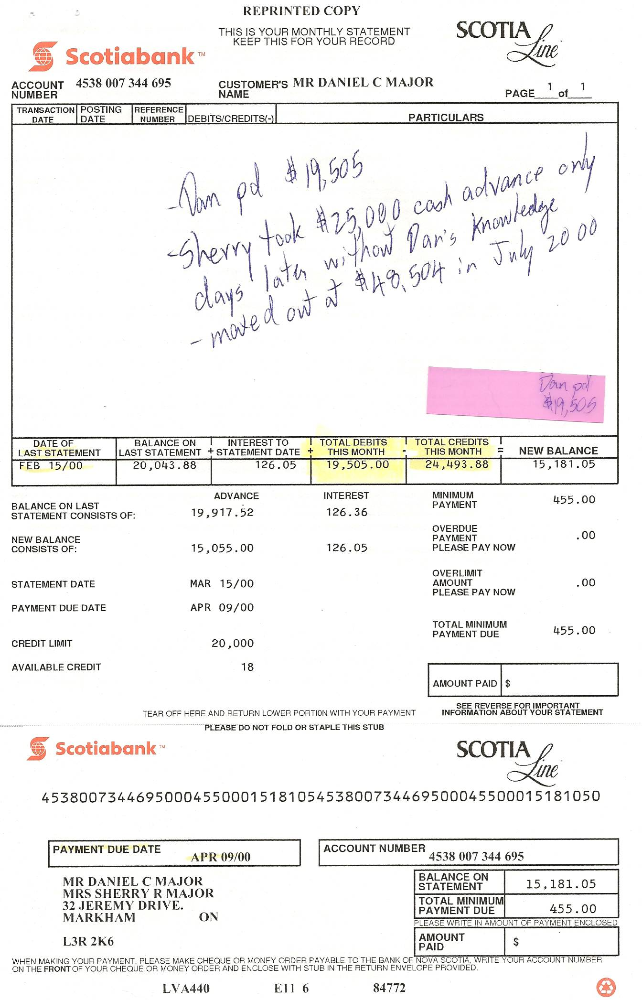 REPRINTED COPY
THIS IS YOUR MONTHLY STATEMENT
KEEP THIS FOR YOUR RECORD
SCOTIA
Line
Scotiabank™
ACCOUNT NUMBER 4538 007 344 695
CUSTOMER'S NAME MR DANIEL C MAJOR
PAGE 1 of 1
TRANSACTION DATE POSTING DATE REFERENCE NUMBER DEBITS/CREDITS(-) PARTICULARS
-Dan pd $19,505
-Sherry took $25,000 cash advance only
days later without Dan's Knowledge
- maxed out at $48,504 in July 2000
Dan pd
$19,505
DATE OF LAST STATEMENT BALANCE ON LAST STATEMENT + INTEREST TO STATEMENT DATE + TOTAL DEBITS THIS MONTH - TOTAL CREDITS THIS MONTH = NEW BALANCE
FEB 15/00 20,043.88 126.05 19,505.00 24,493.88 15,181.05
ADVANCE INTEREST
BALANCE ON LAST
STATEMENT CONSISTS OF: 19,917.52 126.36
NEW BALANCE
CONSISTS OF: 15,055.00 126.05
STATEMENT DATE MAR 15/00
PAYMENT DUE DATE APR 09/00
CREDIT LIMIT 20,000
AVAILABLE CREDIT 18
MINIMUM
PAYMENT 455.00
OVERDUE
PAYMENT .00
PLEASE PAY NOW
OVERLIMIT
AMOUNT .00
PLEASE PAY NOW
TOTAL MINIMUM
PAYMENT DUE 455.00
AMOUNT PAID $
SEE REVERSE FOR IMPORTANT
INFORMATION ABOUT YOUR STATEMENT
TEAR OFF HERE AND RETURN LOWER PORTION WITH YOUR PAYMENT
PLEASE DO NOT FOLD OR STAPLE THIS STUB
Scotiabank™
SCOTIA
Line
4538007344695000455000151810545380073446950004550001518​1050
PAYMENT DUE DATE APR 09/00
ACCOUNT NUMBER 4538 007 344 695
MR DANIEL C MAJOR
MRS SHERRY R MAJOR
32 JEREMY DRIVE.
MARKHAM ON
L3R 2K6
BALANCE ON
STATEMENT 15,181.05
TOTAL MINIMUM
PAYMENT DUE 455.00
PLEASE WRITE IN AMOUNT OF PAYMENT ENCLOSED
AMOUNT
PAID $
WHEN MAKING YOUR PAYMENT, PLEASE MAKE CHEQUE OR MONEY ORDER PAYABLE TO THE BANK OF NOVA SCOTIA, WRITE YOUR ACCOUNT NUMBER
ON THE FRONT OF YOUR CHEQUE OR MONEY ORDER AND ENCLOSE WITH STUB IN THE RETURN ENVELOPE PROVIDED.
LVA440 E11 6 84772